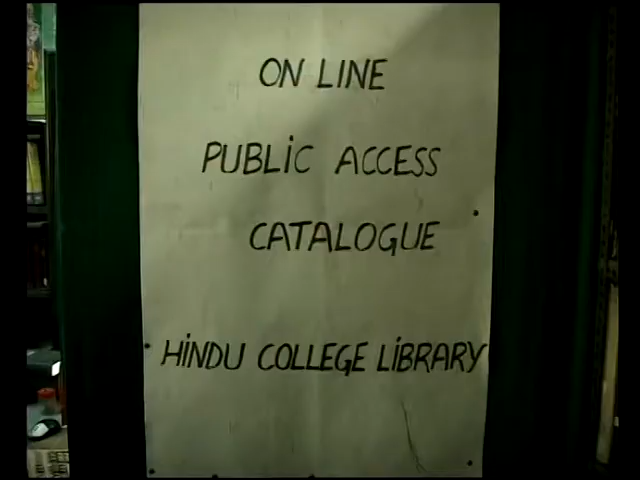 ON LINE
PUBLIC ACCESS
CATALOGUE
HINDU COLLEGE LIBRARY